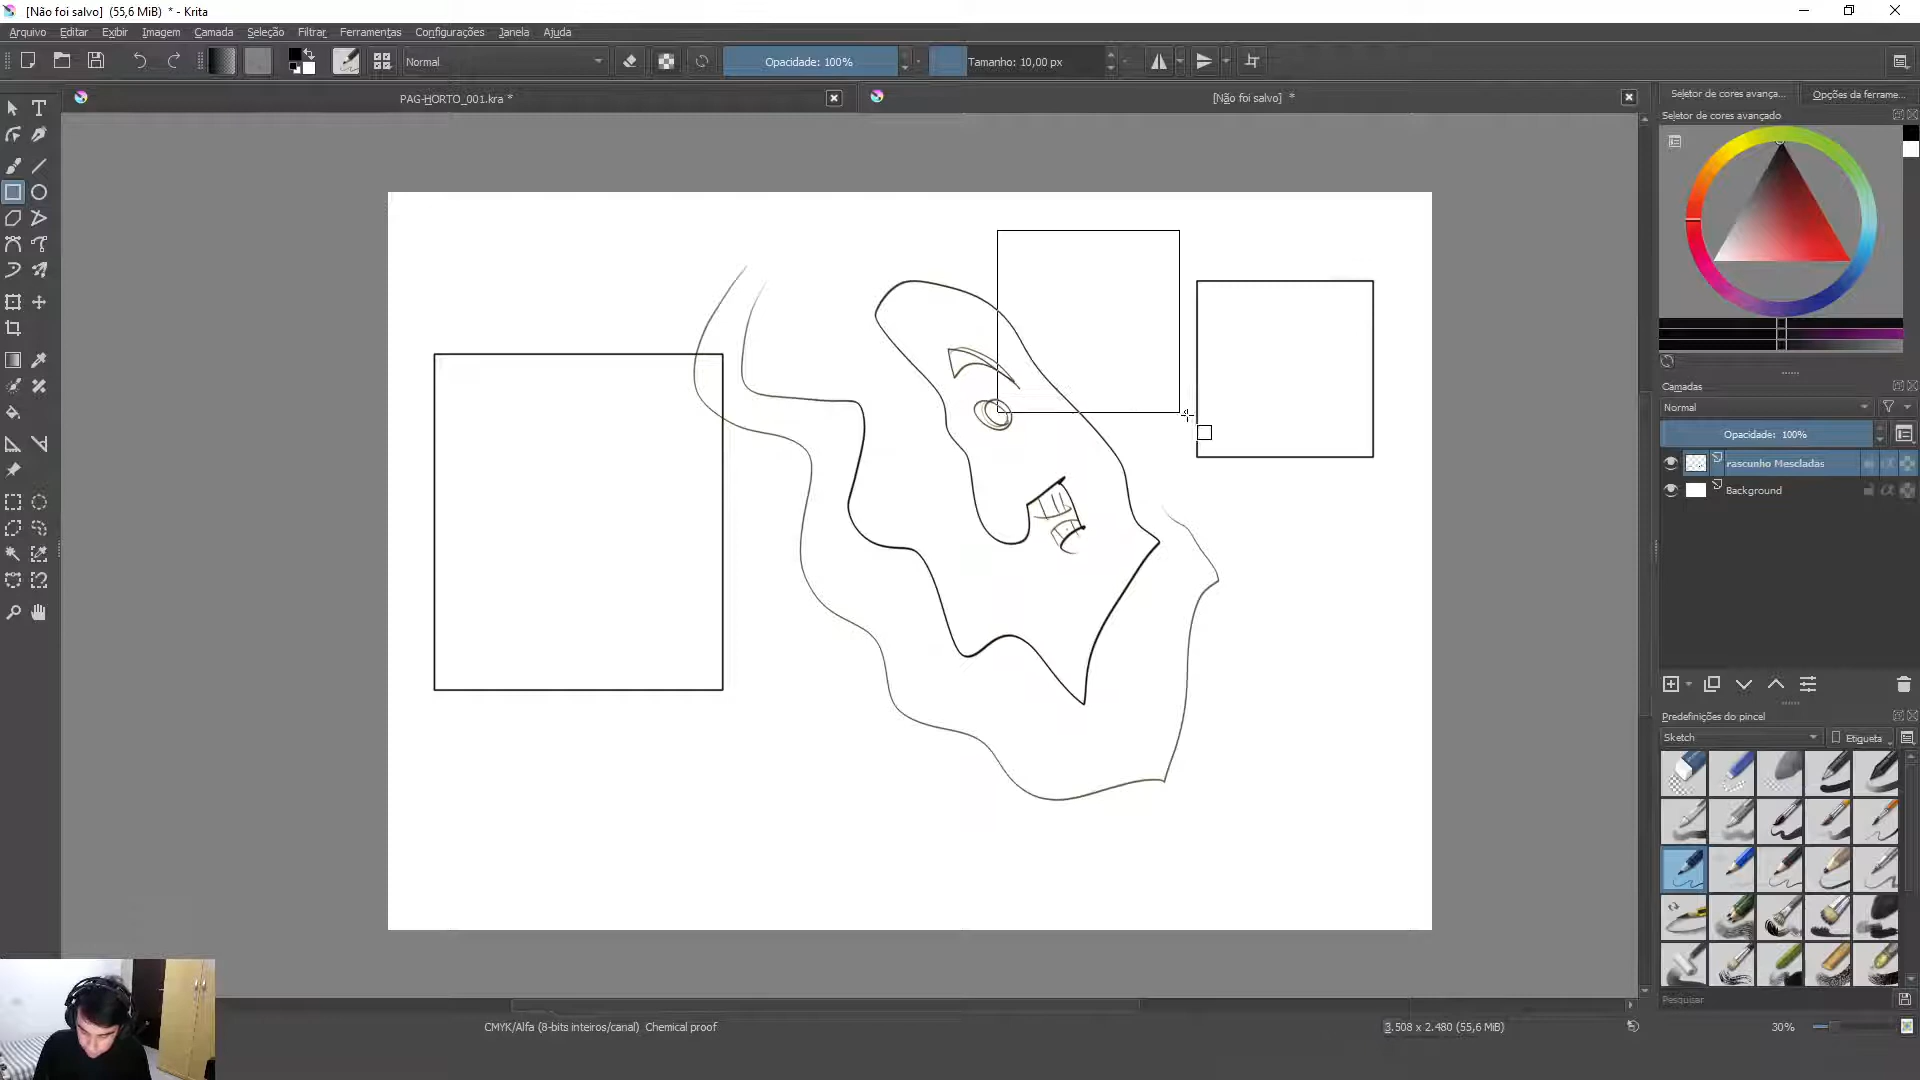 [Não foi salvo]  (55,6 MiB)  * - Krita
Arquivo Editar Exibir Imagem Camada Seleção Filtrar Ferramentas Configurações Janela Ajuda
Normal
Opacidade: 100%
Tamanho: 10,00 px
PAG-HORTO_001.kra *
[Não foi salvo]  *
Seletor de cores avança...
Opções da ferrame...
Seletor de cores avançado
Camadas
Normal
Opacidade:  100%
rascunho Mescladas
Background
Predefinições do pincel
Sketch
Etiqueta
Pesquisar
CMYK/Alfa (8-bits inteiros/canal)  Chemical proof
3.508 x 2.480 (55,6 MiB)
30%